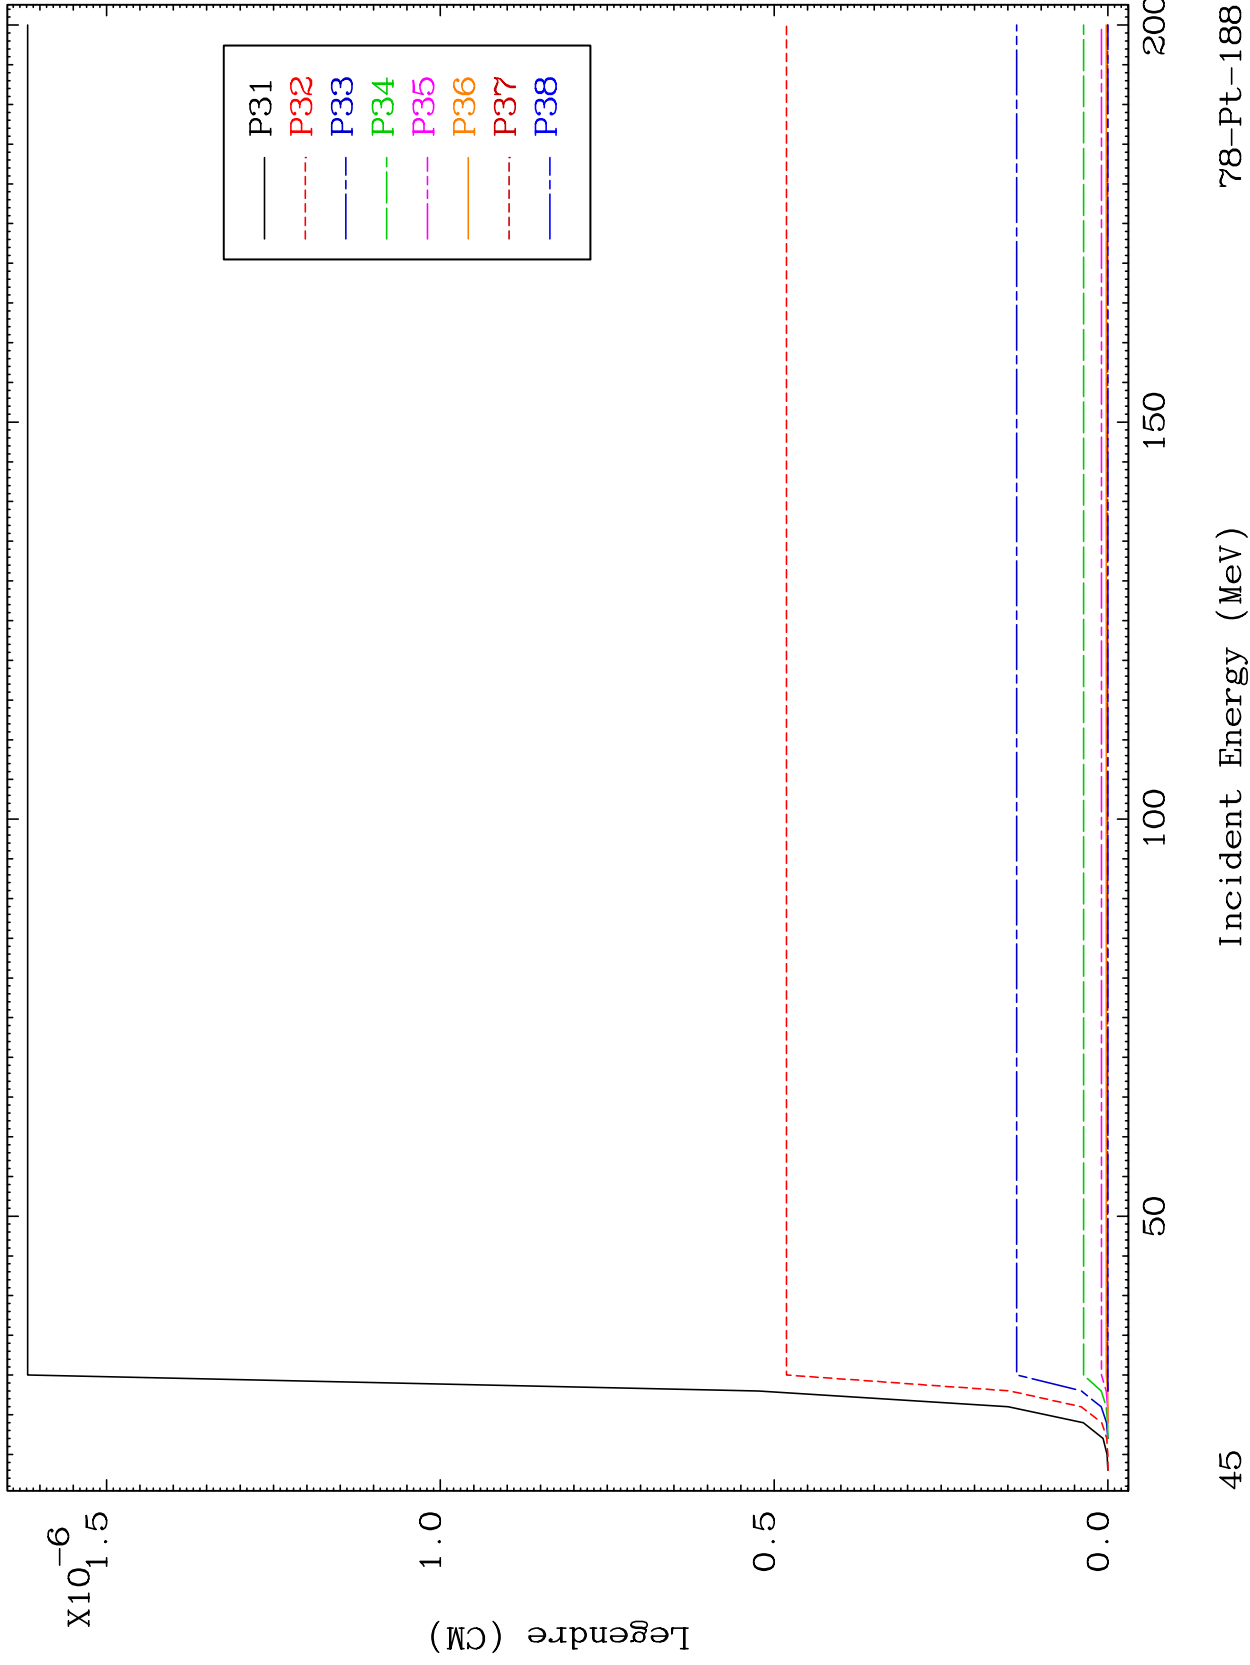 X10⁻⁶
1.5
1.0
0.5
0.0
Legendre (CM)
P31
P32
P33
P34
P35
P36
P37
P38
50
100
150
200
Incident Energy (MeV)
45
78-Pt-188